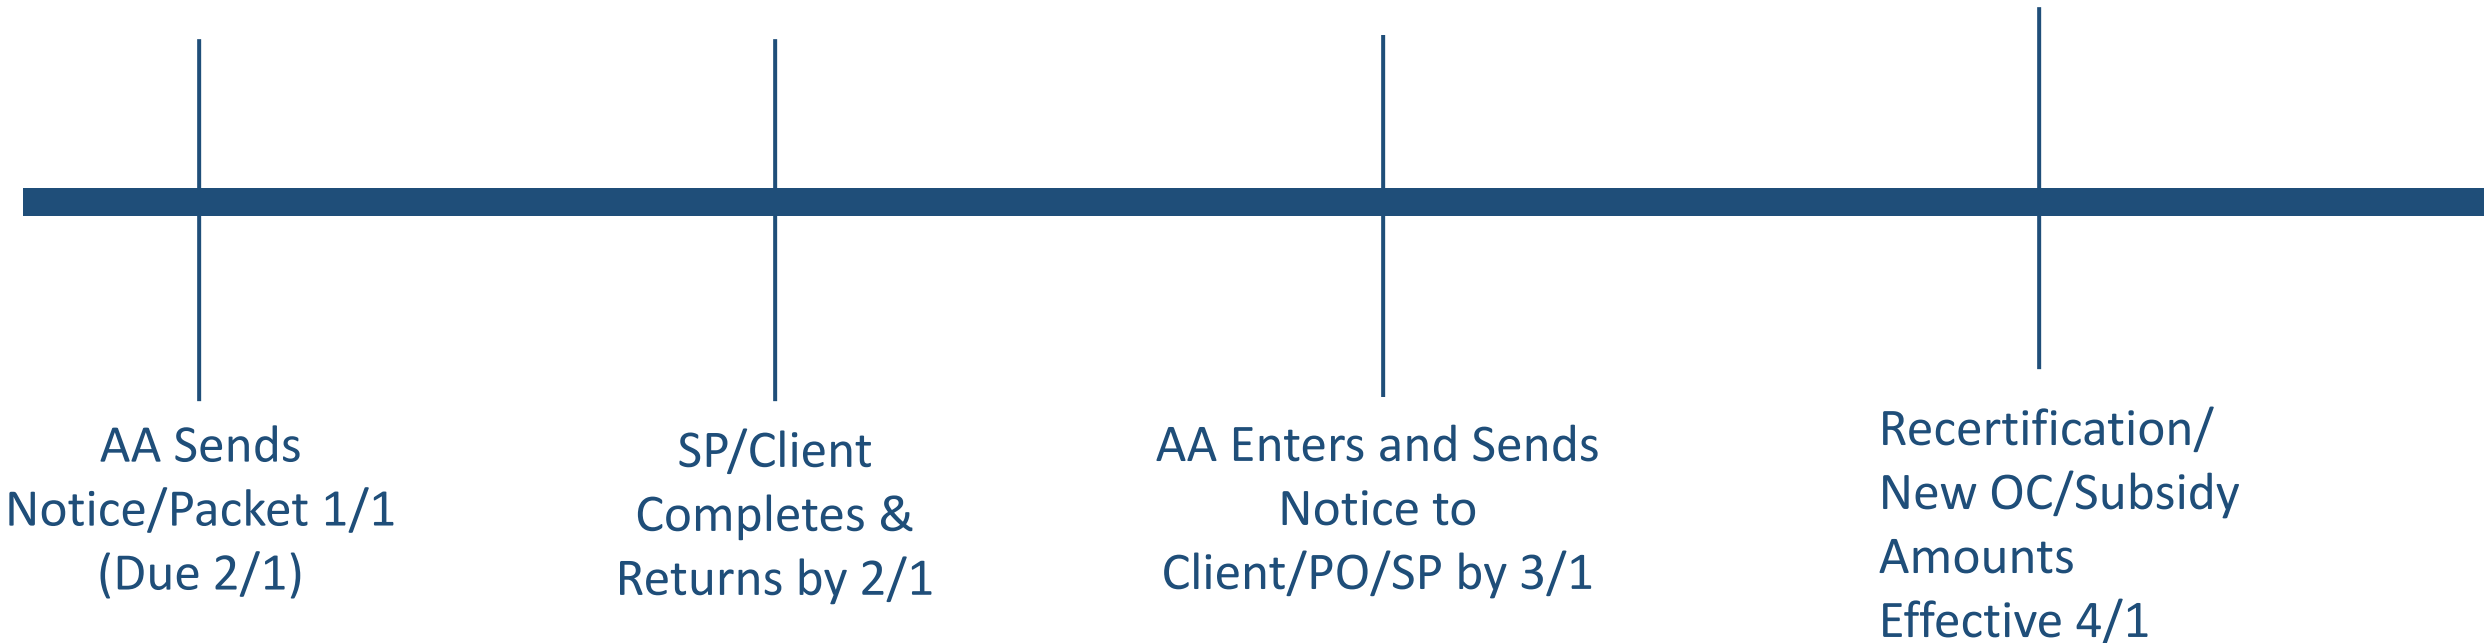 AA Sends
Notice/Packet 1/1
(Due 2/1)
SP/Client
Completes &
Returns by 2/1
AA Enters and Sends
Notice to
Client/PO/SP by 3/1
Recertification/
New OC/Subsidy
Amounts
Effective 4/1